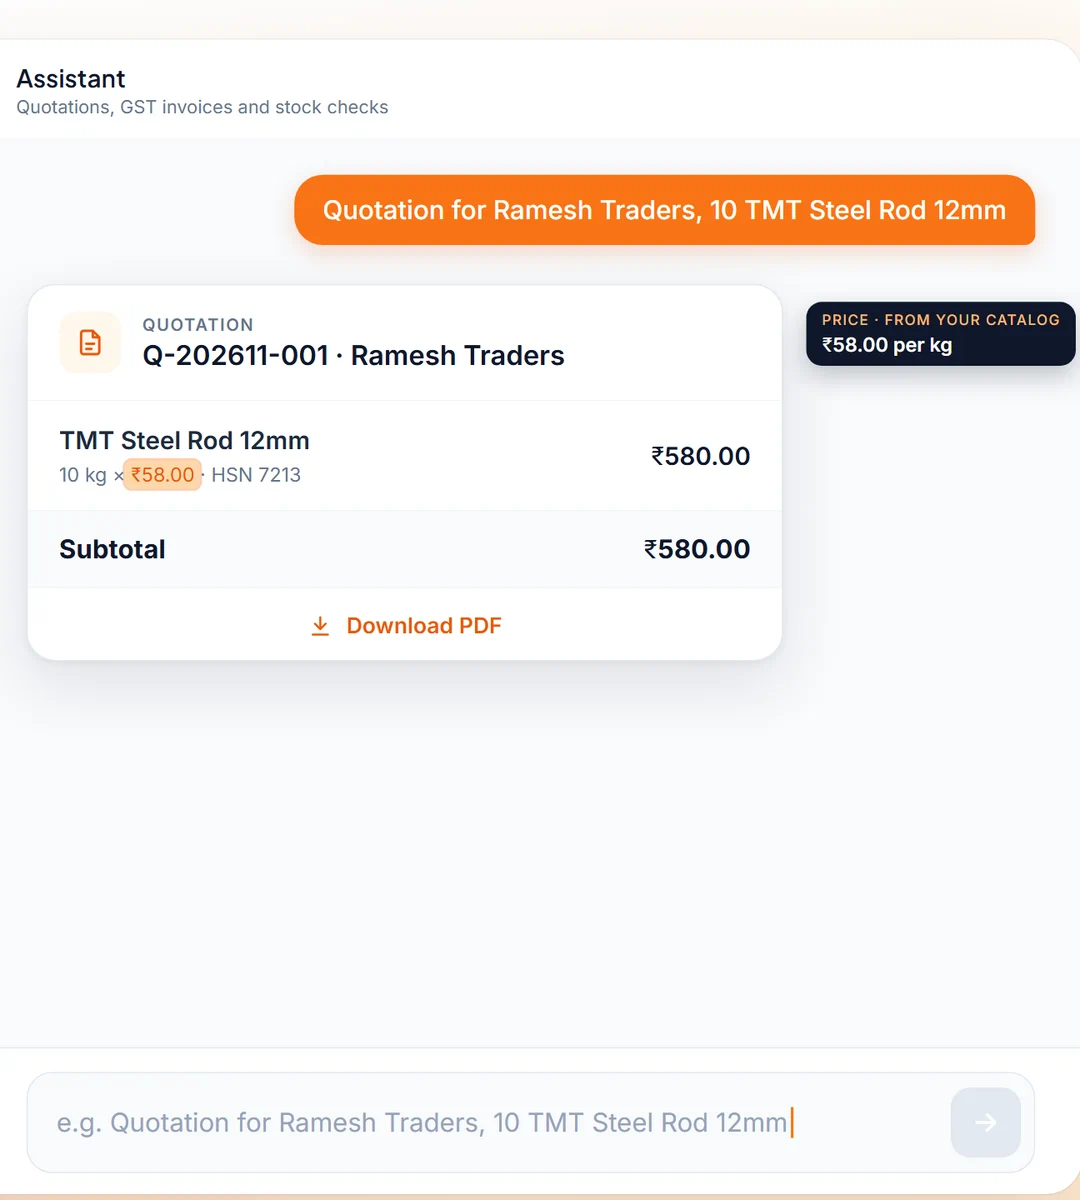 Assistant
Quotations, GST invoices and stock checks
Quotation for Ramesh Traders, 10 TMT Steel Rod 12mm
QUOTATION
Q-202611-001 · Ramesh Traders
PRICE · FROM YOUR CATALOG
₹58.00 per kg
TMT Steel Rod 12mm
10 kg × ₹58.00 · HSN 7213
₹580.00
Subtotal
₹580.00
Download PDF
e.g. Quotation for Ramesh Traders, 10 TMT Steel Rod 12mm